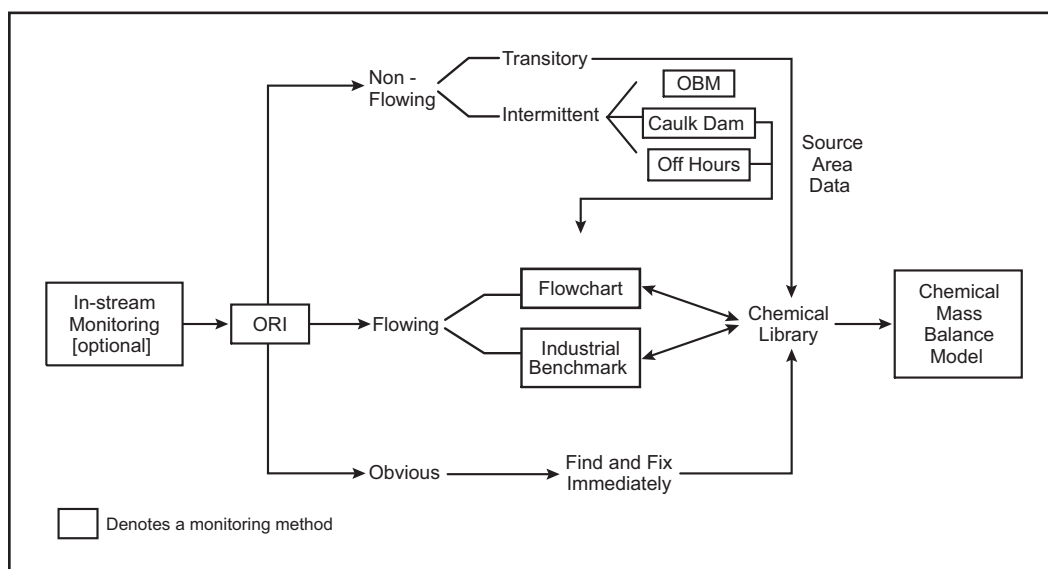 Non -
Flowing
Transitory
Intermittent
OBM
Caulk Dam
Off Hours
Source
Area
Data
In-stream
Monitoring
[optional]
ORI
Flowing
Flowchart
Industrial
Benchmark
Chemical
Library
Chemical
Mass
Balance
Model
Obvious
Find and Fix
Immediately
Denotes a monitoring method